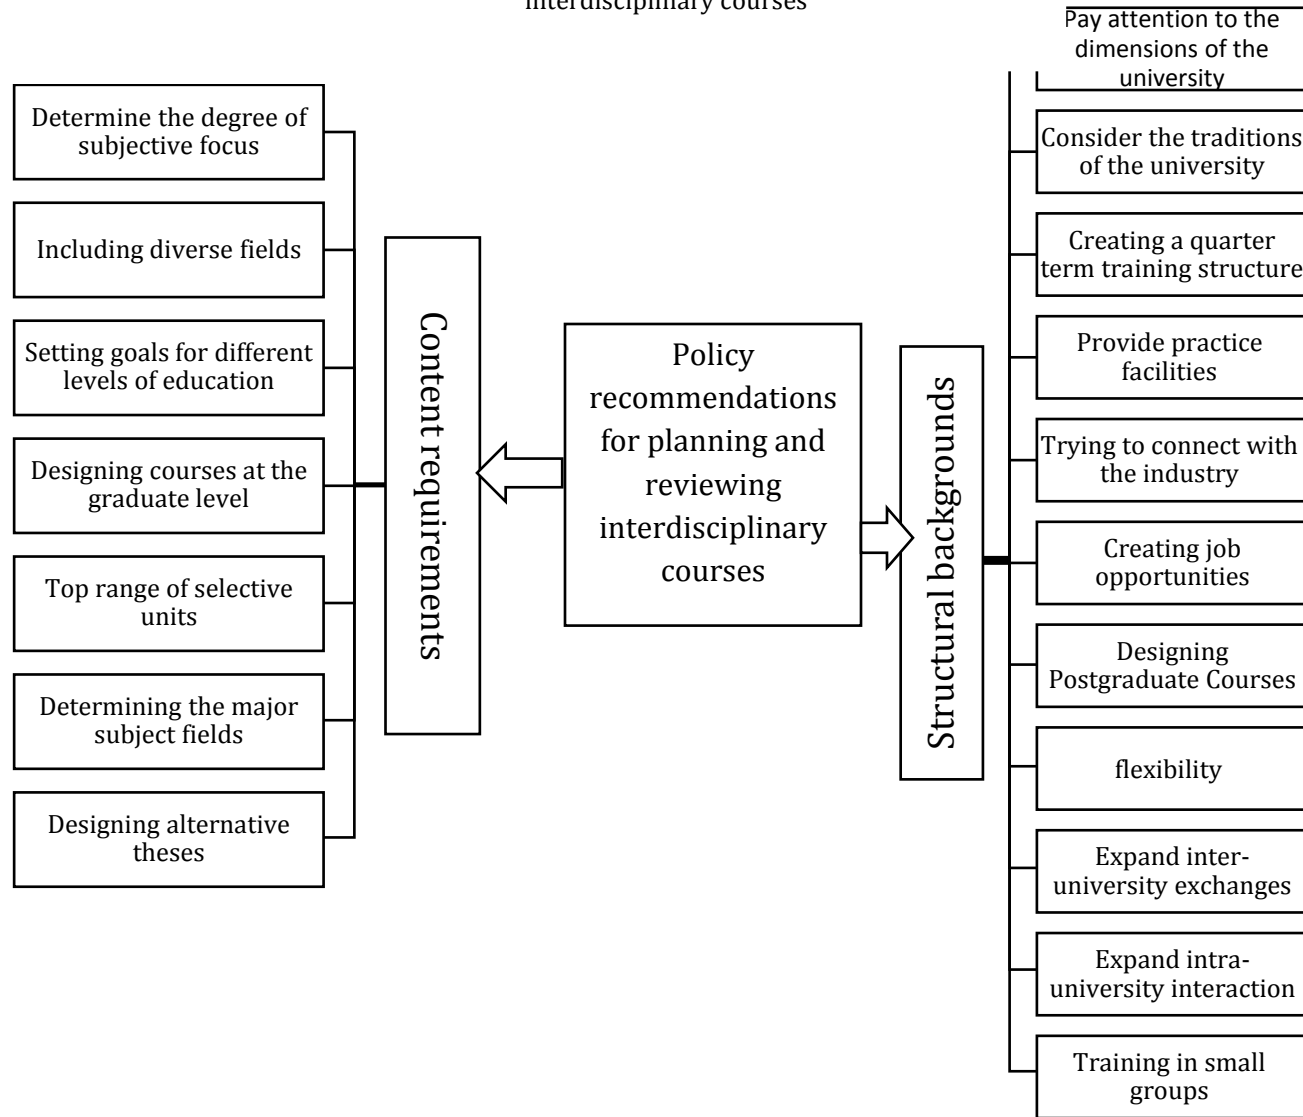 interdisciplinary courses
Determine the degree of
subjective focus
Including diverse fields
Setting goals for different
levels of education
Designing courses at the
graduate level
Top range of selective
units
Determining the major
subject fields
Designing alternative
theses
Content requirements
Policy
recommendations
for planning and
reviewing
interdisciplinary
courses
Structural backgrounds
Pay attention to the
dimensions of the
university
Consider the traditions
of the university
Creating a quarter
term training structure
Provide practice
facilities
Trying to connect with
the industry
Creating job
opportunities
Designing
Postgraduate Courses
flexibility
Expand inter-
university exchanges
Expand intra-
university interaction
Training in small
groups